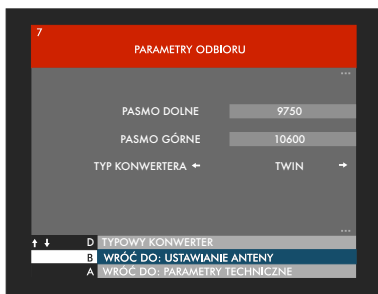 7
PARAMETRY ODBIORU
...
PASMO DOLNE 9750
PASMO GÓRNE 10600
TYP KONWERTERA ← TWIN →
...
↑ ↓ D TYPOWY KONWERTER
B WRÓĆ DO: USTAWIANIE ANTENY
A WRÓĆ DO: PARAMETRY TECHNICZNE